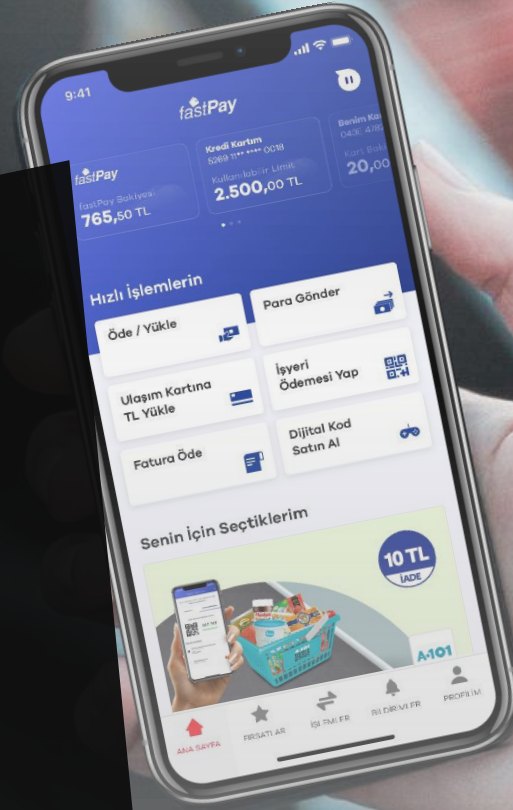 9:41
fastPay
fastPay
fastPay Bakiyesi
765,50 TL
Kredi Kartım
5269 11** **** 0018
Kullanılabilir Limit
2.500,00 TL
Benim
Kart
20,00
Hızlı İşlemlerin
Öde / Yükle
Para Gönder
Ulaşım Kartına
TL Yükle
İşyeri
Ödemesi Yap
Fatura Öde
Dijital Kod
Satın Al
Senin İçin Seçtiklerim
10 TL
İADE
A101
ANA SAYFA
FIRSATLAR
İŞLEMLER
BİLDİRİMLER
PROFİLİM